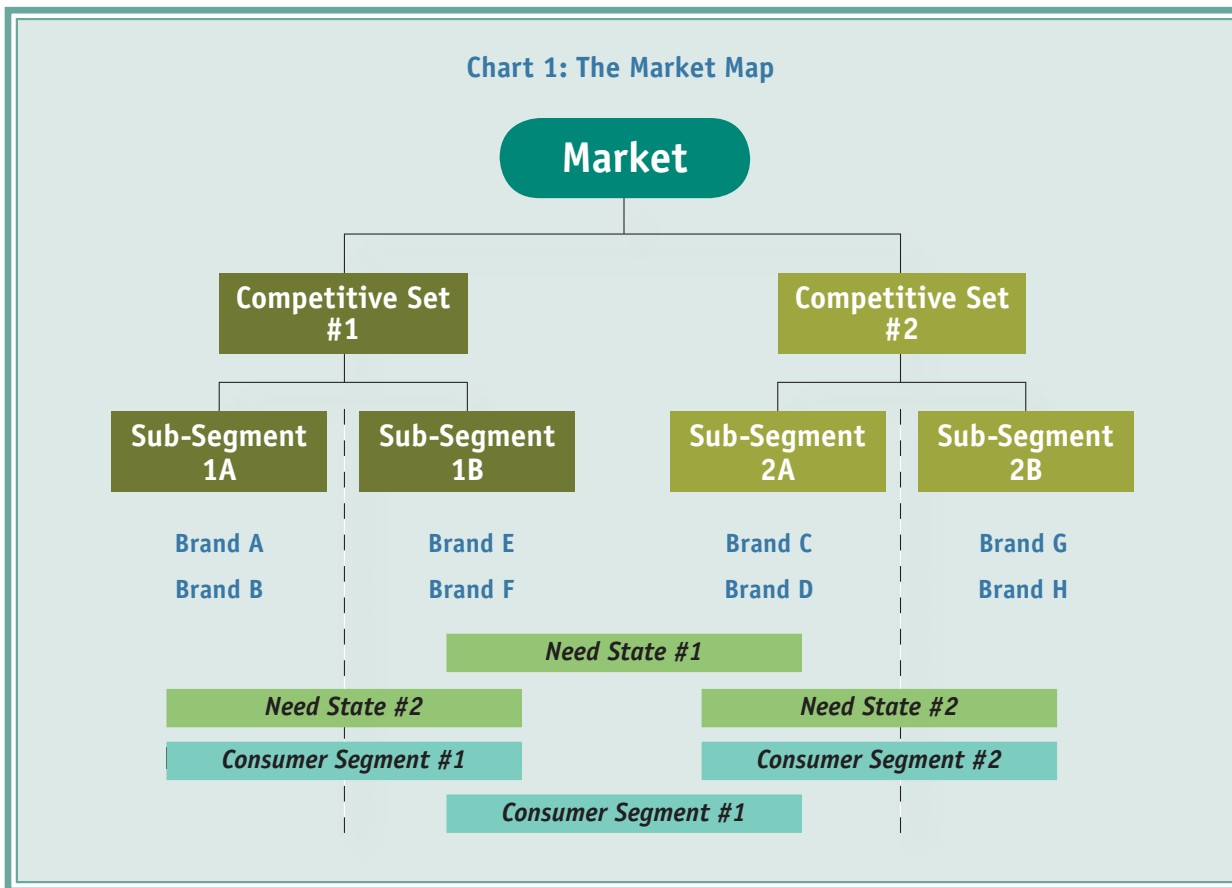 Chart 1: The Market Map
Market
Competitive Set
#1
Competitive Set
#2
Sub-Segment
1A
Sub-Segment
1B
Sub-Segment
2A
Sub-Segment
2B
Brand A
Brand E
Brand C
Brand G
Brand B
Brand F
Brand D
Brand H
Need State #1
Need State #2
Need State #2
Consumer Segment #1
Consumer Segment #2
Consumer Segment #1